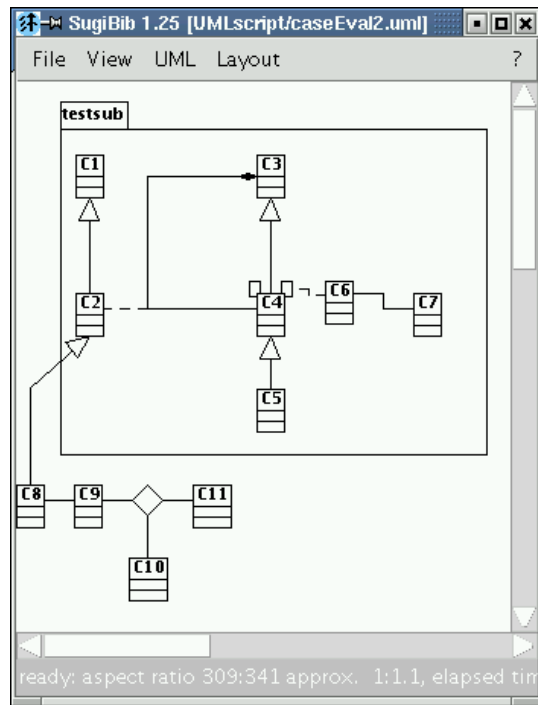 SugiBib 1.25 [UMLscript/caseEval2.uml]
File View UML Layout ?
testsub
C1 C3
C2 C4 C6 C7
C5
C8 C9 C11
C10
ready: aspect ratio 309:341 approx. 1:1.1, elapsed tim